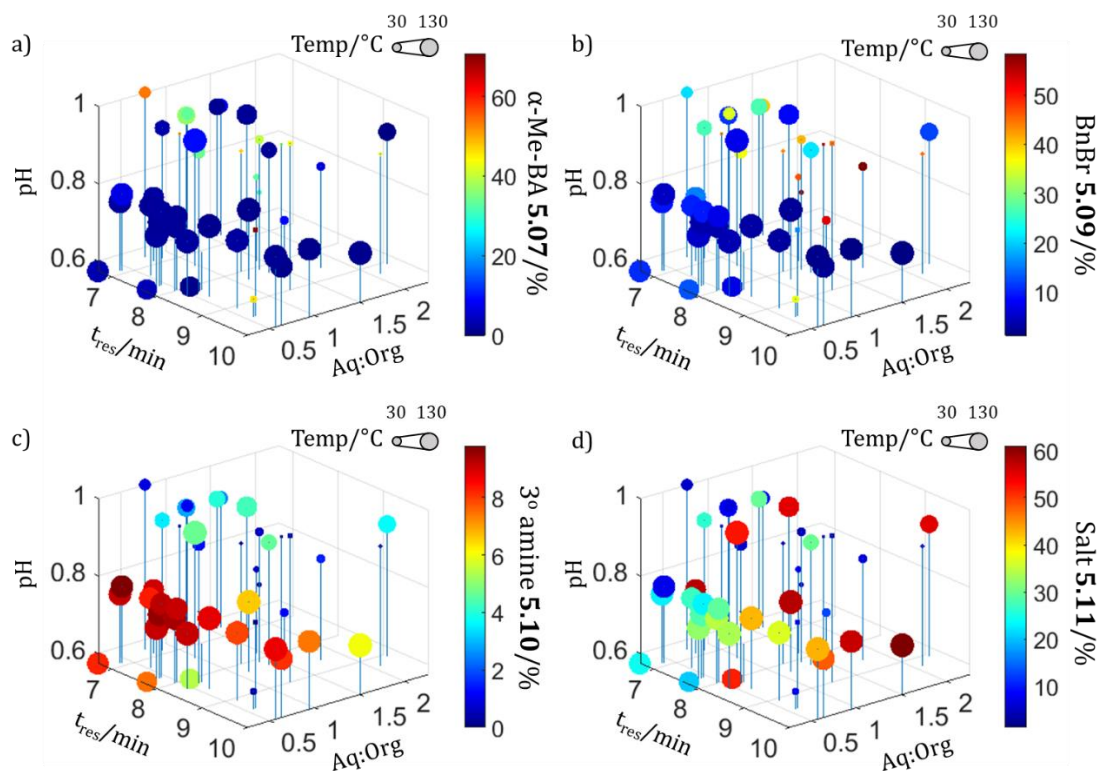 a)
30 130
Temp/°C
1
0.8
0.6
pH
7
8
9
10
t_res/min
0.5
1
1.5
2
Aq:Org
60
40
20
0
α-Me-BA 5.07/%
b)
30 130
Temp/°C
1
0.8
0.6
pH
7
8
9
10
t_res/min
0.5
1
1.5
2
Aq:Org
50
40
30
20
10
BnBr 5.09/%
c)
30 130
Temp/°C
1
0.8
0.6
pH
7
8
9
10
t_res/min
0.5
1
1.5
2
Aq:Org
8
6
4
2
0
3º amine 5.10/%
d)
30 130
Temp/°C
1
0.8
0.6
pH
7
8
9
10
t_res/min
0.5
1
1.5
2
Aq:Org
60
50
40
30
20
10
Salt 5.11/%